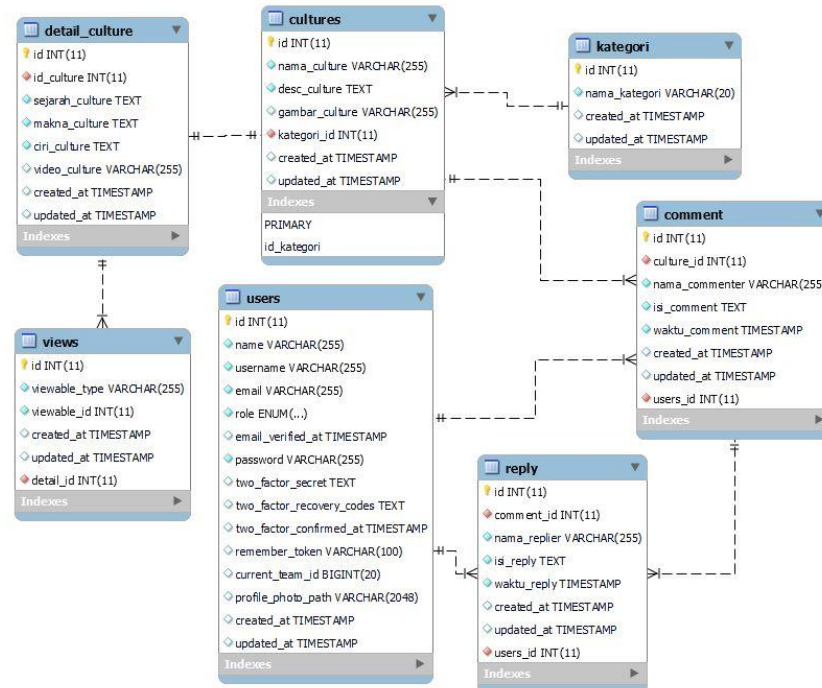 detail_culture
id INT(11)
id_culture INT(11)
sejarah_culture TEXT
makna_culture TEXT
ciri_culture TEXT
video_culture VARCHAR(255)
created_at TIMESTAMP
updated_at TIMESTAMP
Indexes
cultures
id INT(11)
nama_culture VARCHAR(255)
desc_culture TEXT
gambar_culture VARCHAR(255)
kategori_id INT(11)
created_at TIMESTAMP
updated_at TIMESTAMP
Indexes
PRIMARY
id_kategori
kategori
id INT(11)
nama_kategori VARCHAR(20)
created_at TIMESTAMP
updated_at TIMESTAMP
Indexes
comment
id INT(11)
culture_id INT(11)
nama_commenter VARCHAR(255
isi_comment TEXT
waktu_comment TIMESTAMP
created_at TIMESTAMP
updated_at TIMESTAMP
users_id INT(11)
Indexes
views
id INT(11)
viewable_type VARCHAR(255)
viewable_id INT(11)
created_at TIMESTAMP
updated_at TIMESTAMP
detail_id INT(11)
Indexes
users
id INT(11)
name VARCHAR(255)
username VARCHAR(255)
email VARCHAR(255)
role ENUM(...)
email_verified_at TIMESTAMP
password VARCHAR(255)
two_factor_secret TEXT
two_factor_recovery_codes TEXT
two_factor_confirmed_at TIMESTAMP
remember_token VARCHAR(100)
current_team_id BIGINT(20)
profile_photo_path VARCHAR(2048)
created_at TIMESTAMP
updated_at TIMESTAMP
Indexes
reply
id INT(11)
comment_id INT(11)
nama_replier VARCHAR(255)
isi_reply TEXT
waktu_reply TIMESTAMP
created_at TIMESTAMP
updated_at TIMESTAMP
users_id INT(11)
Indexes